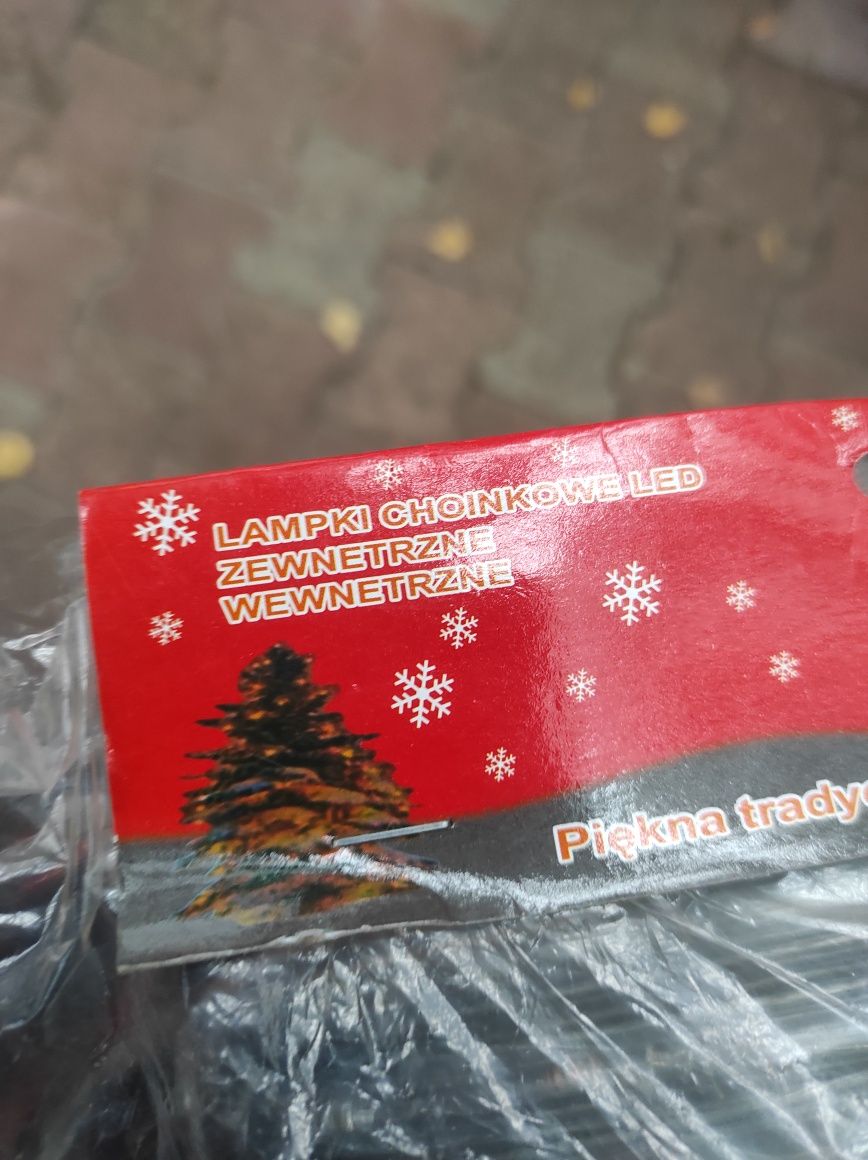 LAMPKI CHOINKOWE LED
ZEWNETRZNE
WEWNETRZNE
Piękna